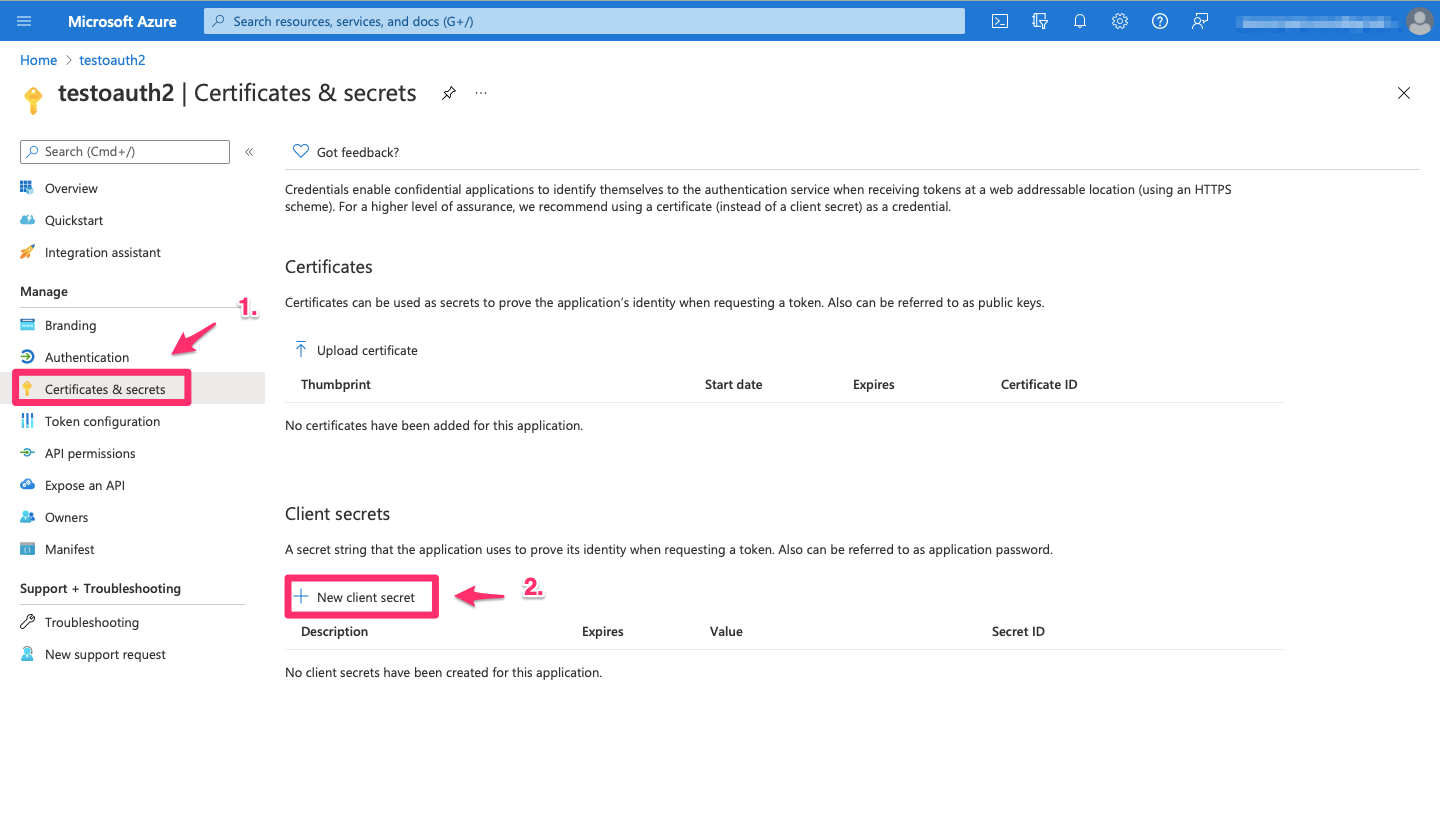 Microsoft Azure
Search resources, services, and docs (G+/)
Home > testoauth2
testoauth2 | Certificates & secrets
Search (Cmd+/)
Overview
Quickstart
Integration assistant
Manage
Branding
Authentication
Certificates & secrets
Token configuration
API permissions
Expose an API
Owners
Manifest
Support + Troubleshooting
Troubleshooting
New support request
1.
Got feedback?
Credentials enable confidential applications to identify themselves to the authentication service when receiving tokens at a web addressable location (using an HTTPS
scheme). For a higher level of assurance, we recommend using a certificate (instead of a client secret) as a credential.
Certificates
Certificates can be used as secrets to prove the application's identity when requesting a token. Also can be referred to as public keys.
Upload certificate
Thumbprint Start date Expires Certificate ID
No certificates have been added for this application.
Client secrets
A secret string that the application uses to prove its identity when requesting a token. Also can be referred to as application password.
New client secret
2.
Description Expires Value Secret ID
No client secrets have been created for this application.